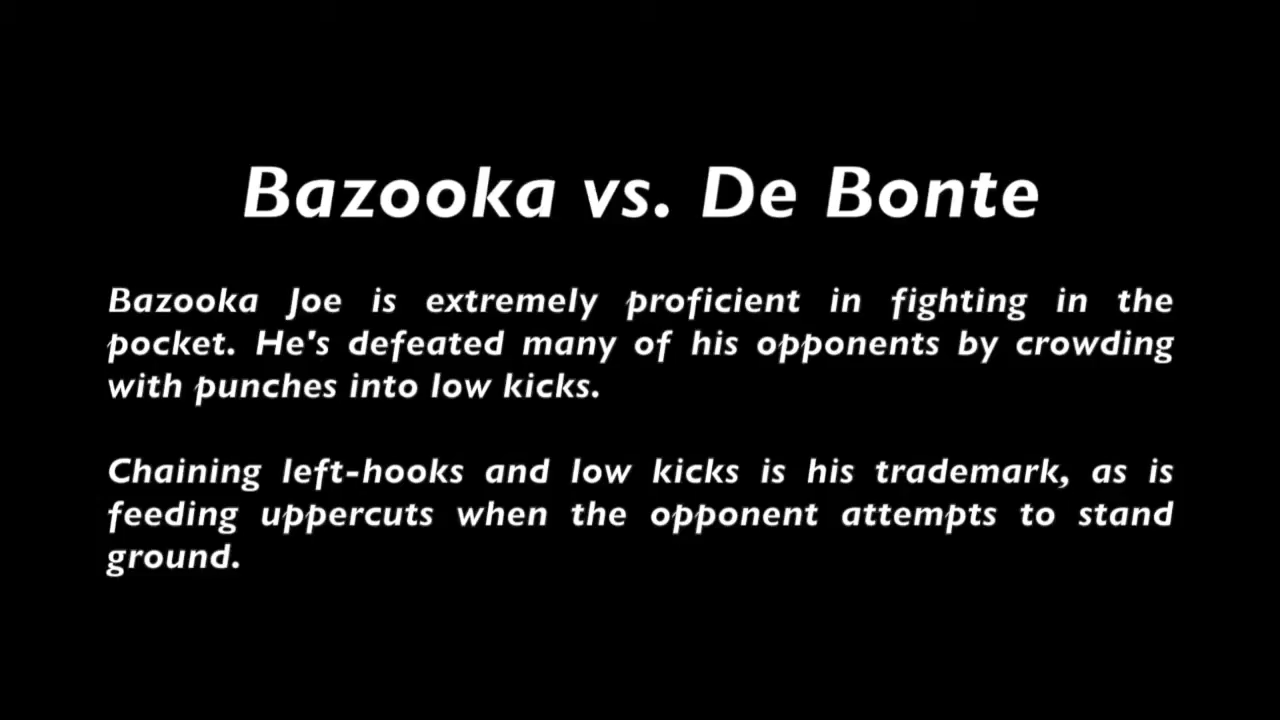 Bazooka vs. De Bonte
Bazooka Joe is extremely proficient in fighting in the
pocket. He's defeated many of his opponents by crowding
with punches into low kicks.
Chaining left-hooks and low kicks is his trademark, as is
feeding uppercuts when the opponent attempts to stand
ground.